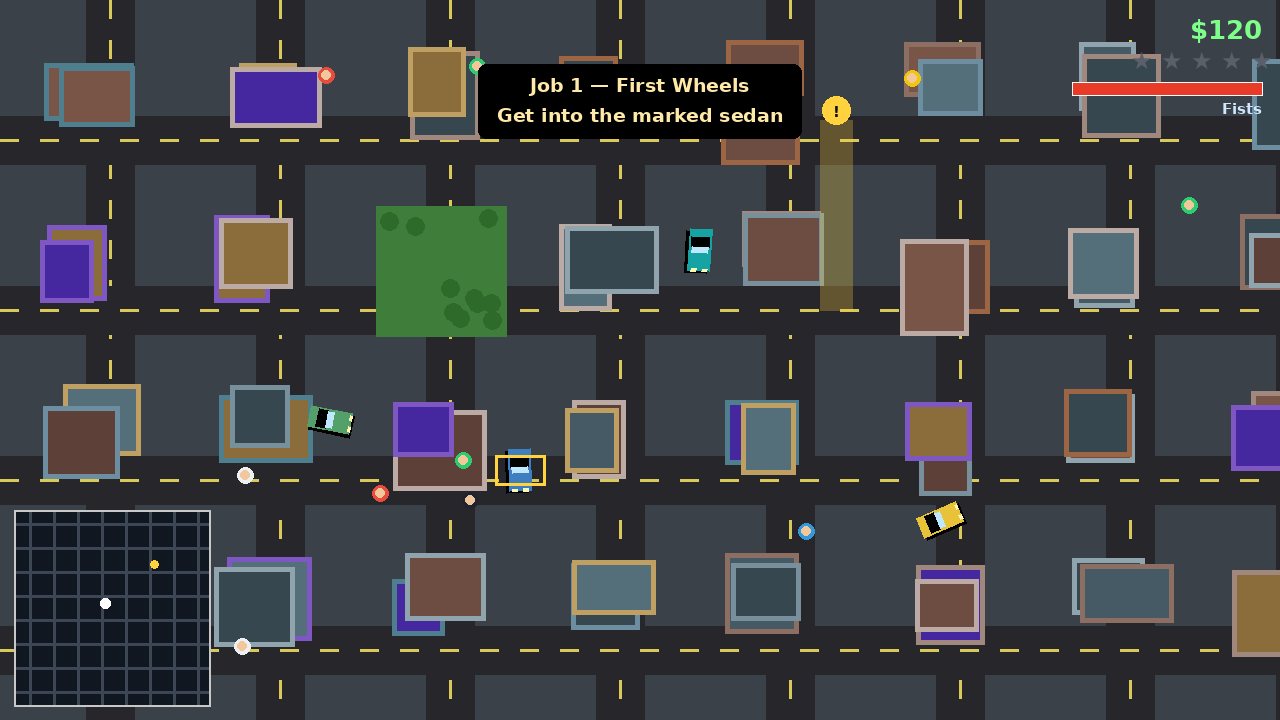 $120
Job 1 — First Wheels
Get into the marked sedan
!
Fists